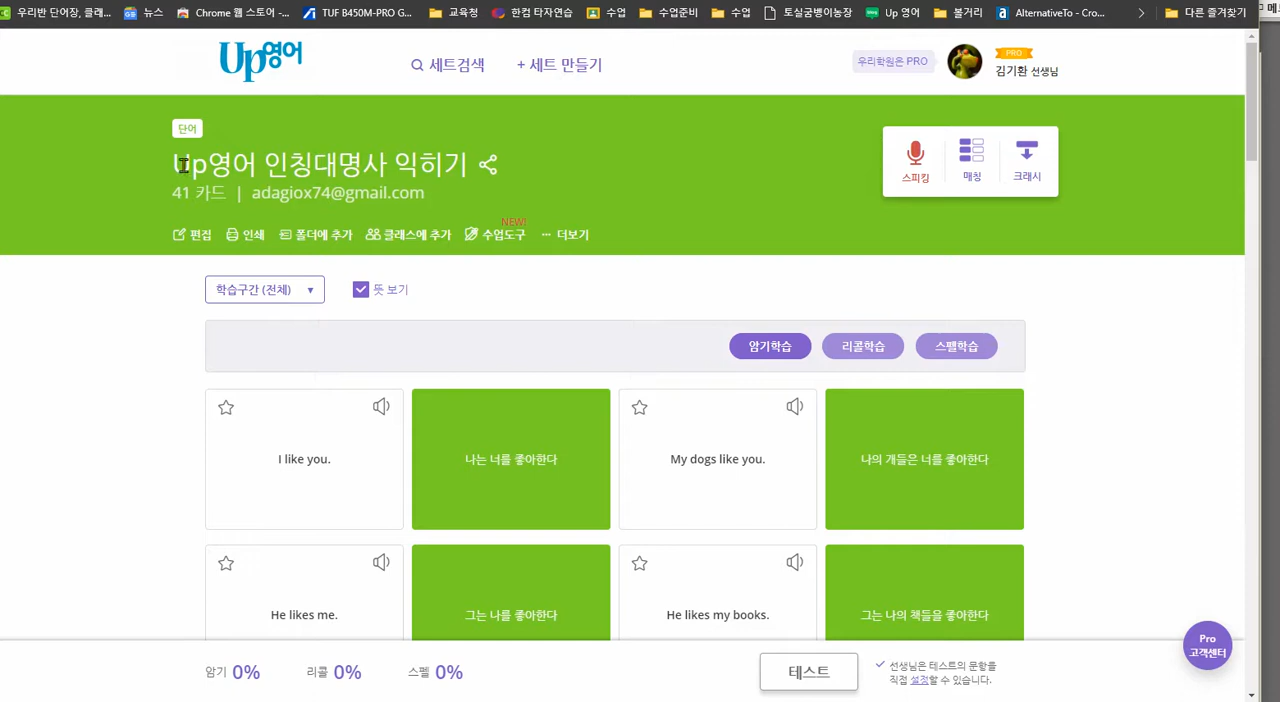 우리반 단어장, 클래... 뉴스 Chrome 웹 스토어 -... TUF B450M-PRO G... 교육청 한컴 타자연습 수업 수업준비 수업 토실굼벵이농장 Up 영어 볼거리 AlternativeTo - Cro... 다른 즐겨찾기
Up영어 세트검색 + 세트 만들기 우리학원은 PRO PRO
김기환 선생님
단어
Up영어 인칭대명사 익히기
41 카드 | adagiox74@gmail.com
스피킹 매칭 크래시
NEW!
편집 인쇄 폴더에 추가 클래스에 추가 수업도구 ··· 더보기
학습구간 (전체) ▼ 뜻 보기
암기학습 리콜학습 스펠학습
I like you. 나는 너를 좋아한다 My dogs like you. 나의 개들은 너를 좋아한다
He likes me. 그는 나를 좋아한다 He likes my books. 그는 나의 책들을 좋아한다
Pro
고객센터
암기 0% 리콜 0% 스펠 0% 테스트 선생님은 테스트의 문항를
직접 설정할 수 있습니다.